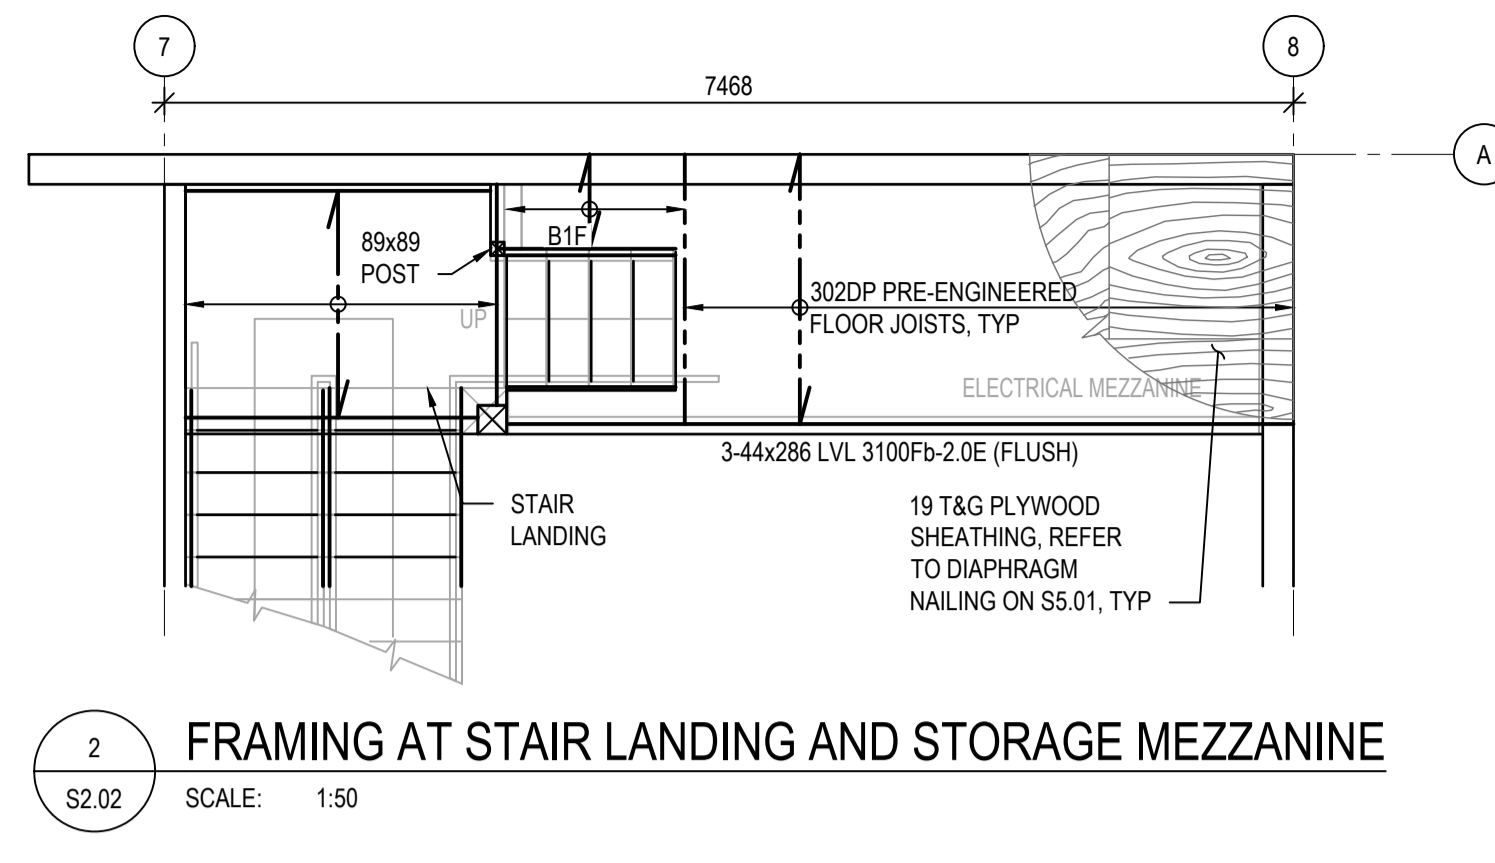 7
8
7468
A
89x89
POST
B1F
UP
302DP PRE-ENGINEERED
FLOOR JOISTS, TYP
ELECTRICAL MEZZANINE
3-44x286 LVL 3100Fb-2.0E (FLUSH)
STAIR
LANDING
19 T&G PLYWOOD
SHEATHING, REFER
TO DIAPHRAGM
NAILING ON S5.01, TYP
2
S2.02
FRAMING AT STAIR LANDING AND STORAGE MEZZANINE
SCALE: 1:50